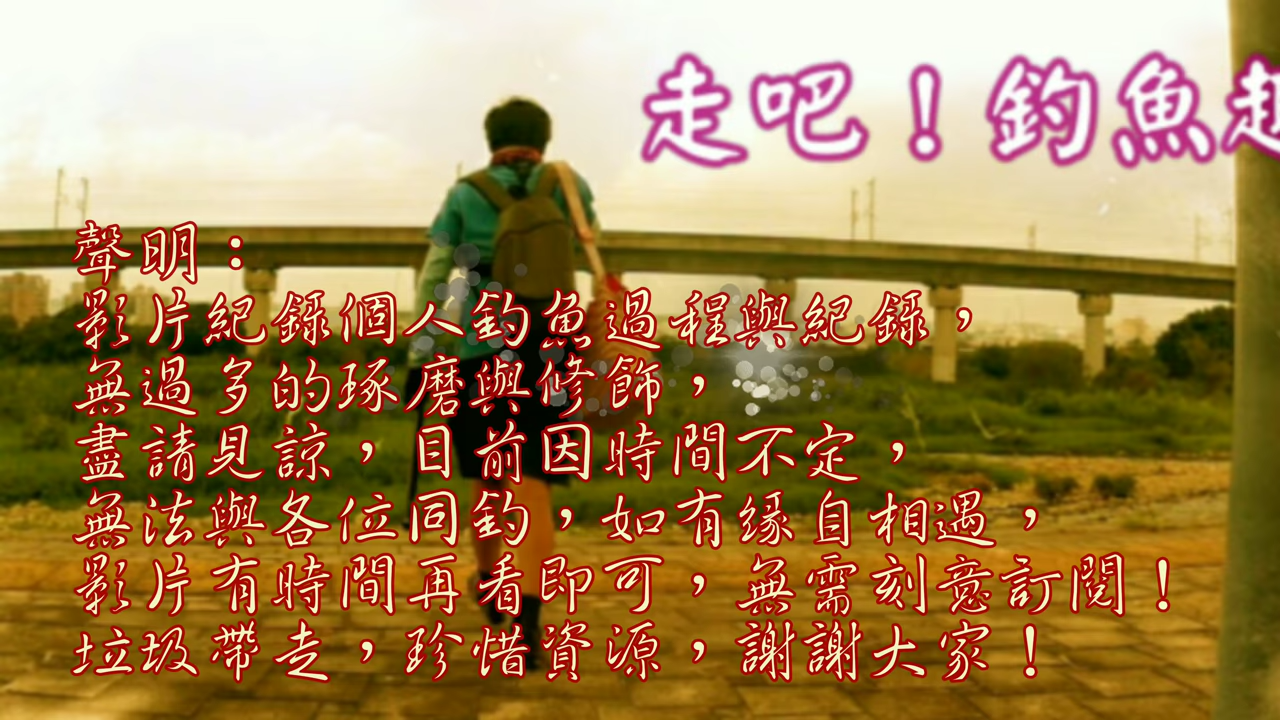 走吧！釣魚
聲明：
影片紀錄個人釣魚過程與紀錄，
無過多的琢磨與修飾，
盡請見諒，目前因時間不定，
無法與各位同釣，如有緣自相遇，
影片有時間再看即可，無需刻意訂閱！
垃圾帶走，珍惜資源，謝謝大家！